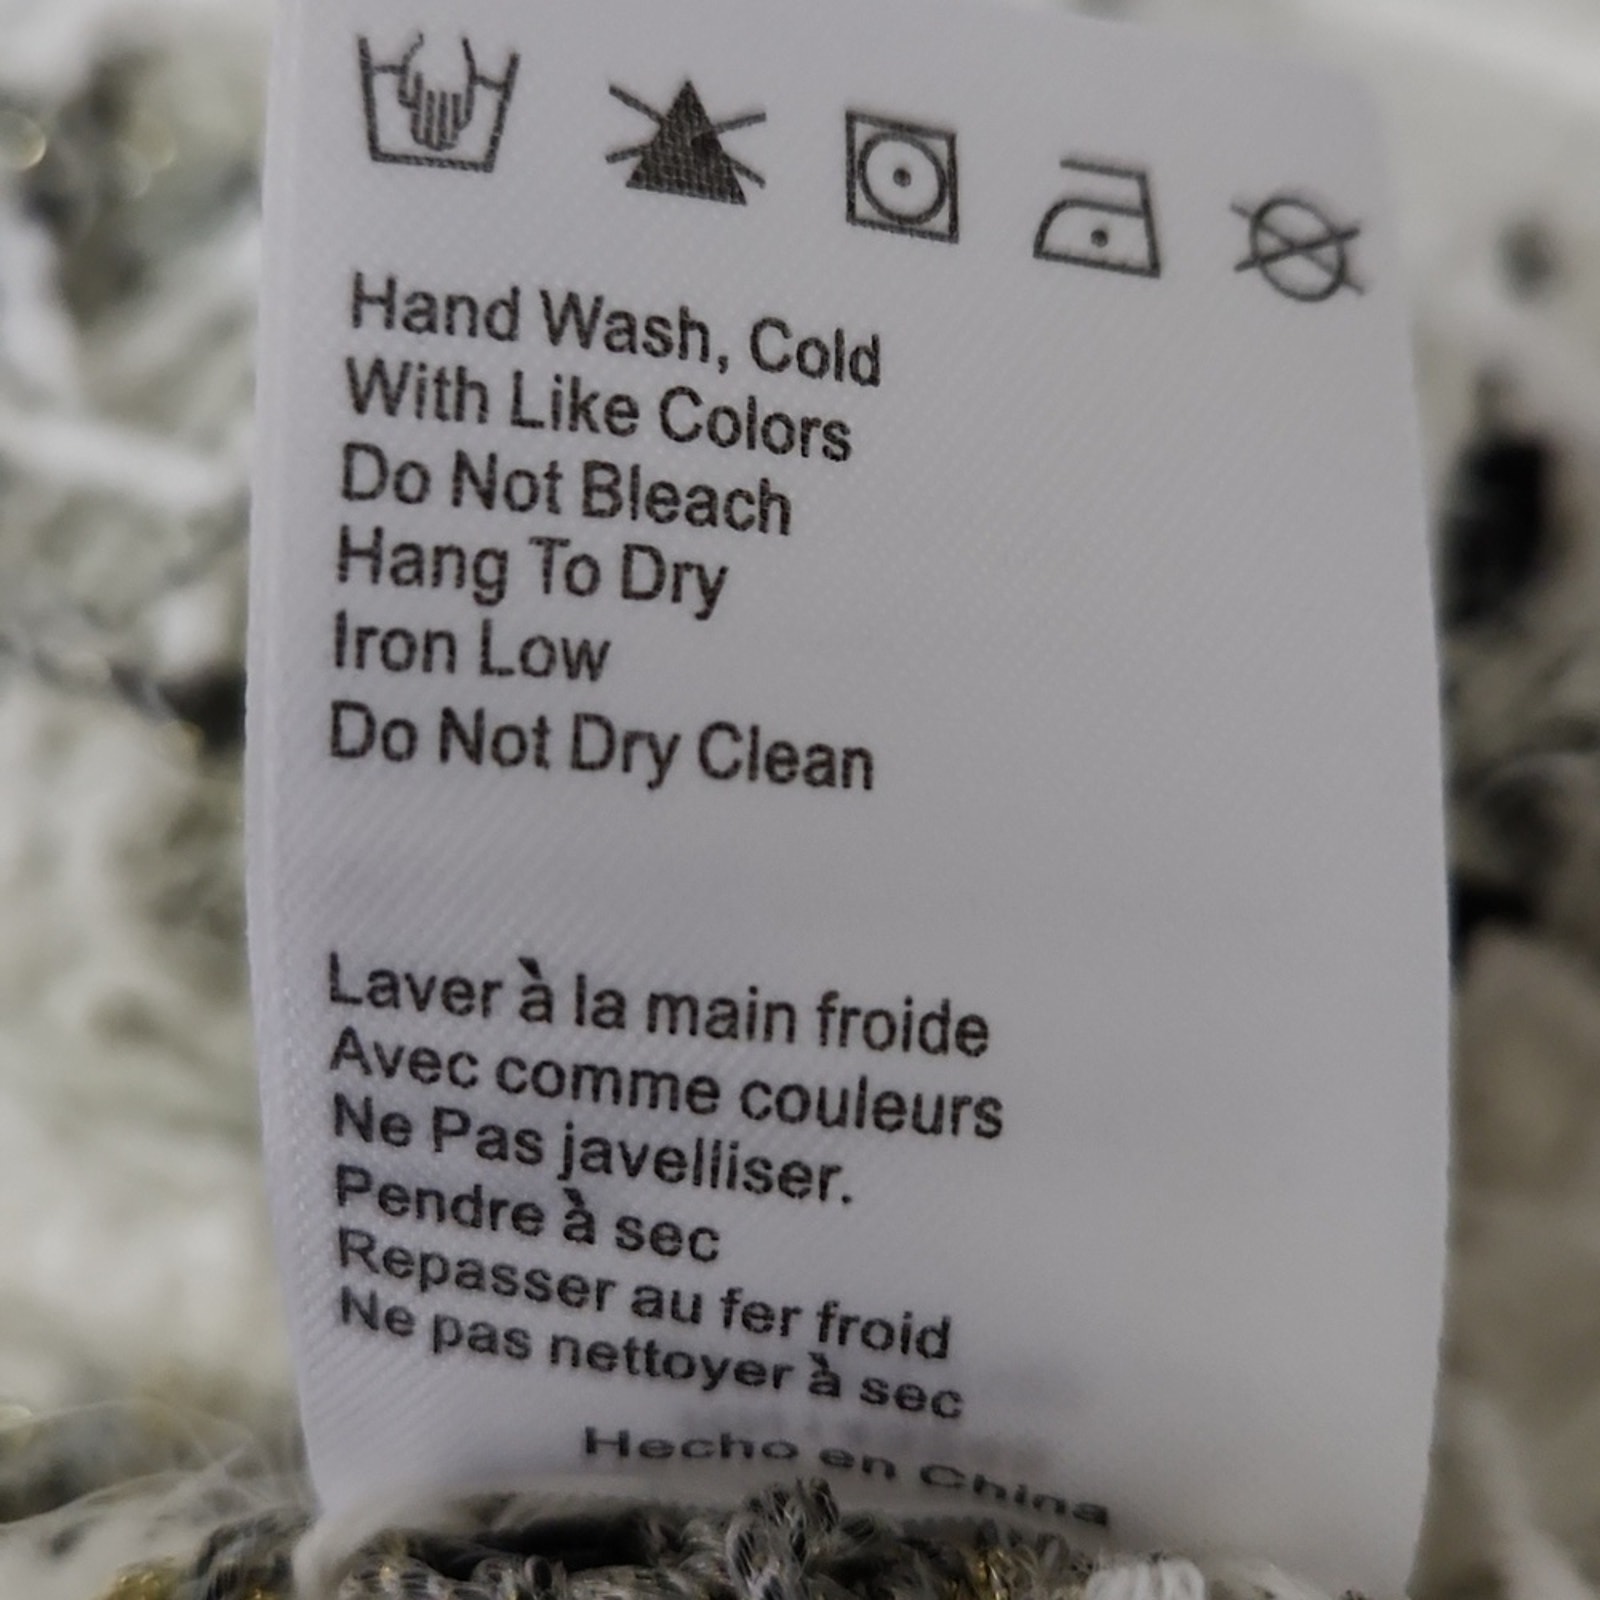 Hand Wash, Cold
With Like Colors
Do Not Bleach
Hang To Dry
Iron Low
Do Not Dry Clean
Laver à la main froide
Avec comme couleurs
Ne Pas javelliser.
Pendre à sec
Repasser au fer froid
Ne pas nettoyer à sec
Hecho en China